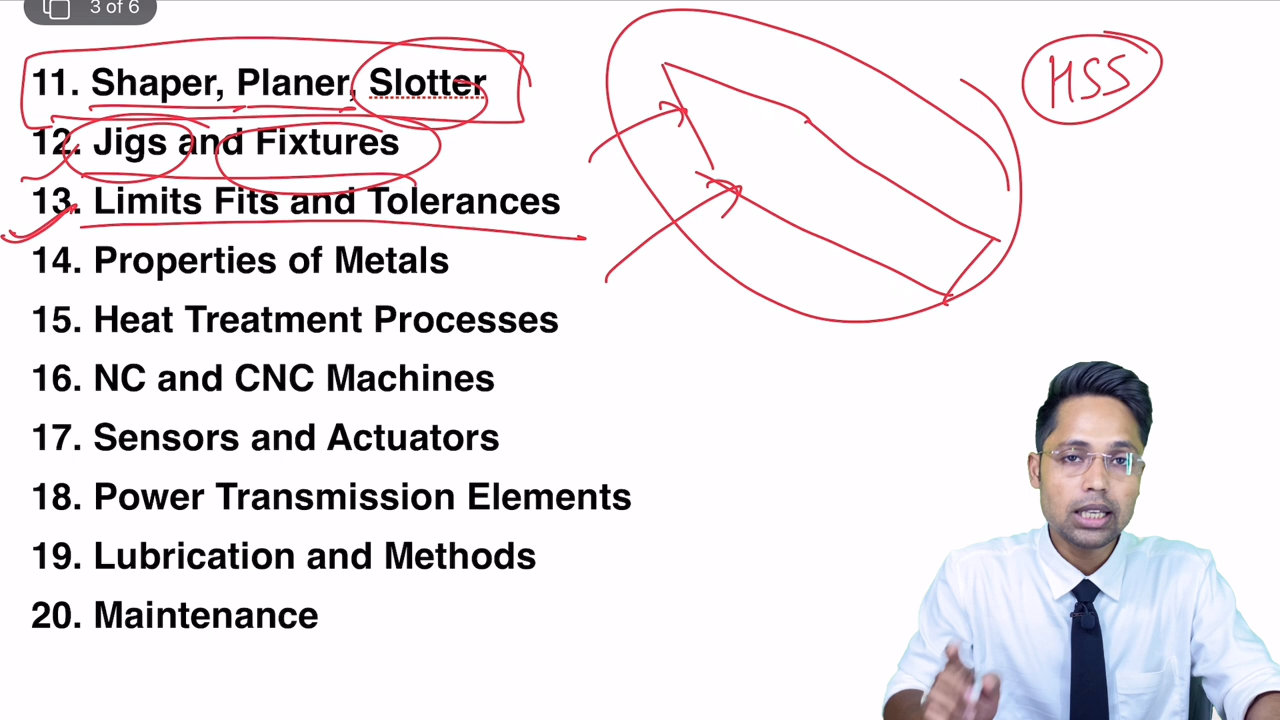 3 of 6
11. Shaper, Planer, Slotter
HSS
12. Jigs and Fixtures
13. Limits Fits and Tolerances
14. Properties of Metals
15. Heat Treatment Processes
16. NC and CNC Machines
17. Sensors and Actuators
18. Power Transmission Elements
19. Lubrication and Methods
20. Maintenance